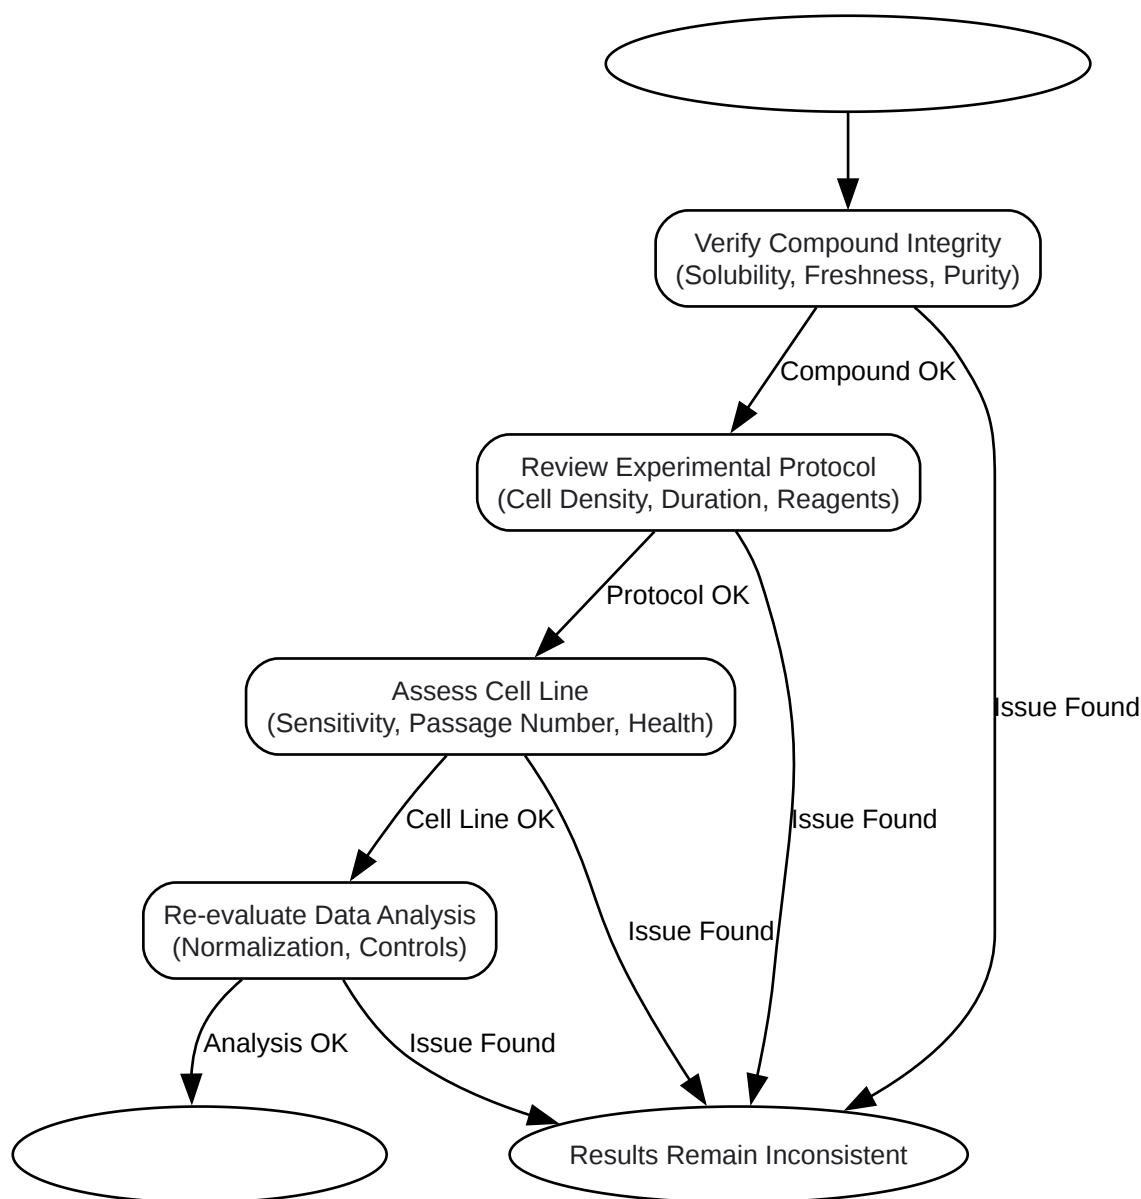 Verify Compound Integrity
(Solubility, Freshness, Purity)
Compound OK
Review Experimental Protocol
(Cell Density, Duration, Reagents)
Protocol OK
Assess Cell Line
(Sensitivity, Passage Number, Health)
Issue Found
Cell Line OK
Issue Found
Re-evaluate Data Analysis
(Normalization, Controls)
Issue Found
Analysis OK
Issue Found
Results Remain Inconsistent